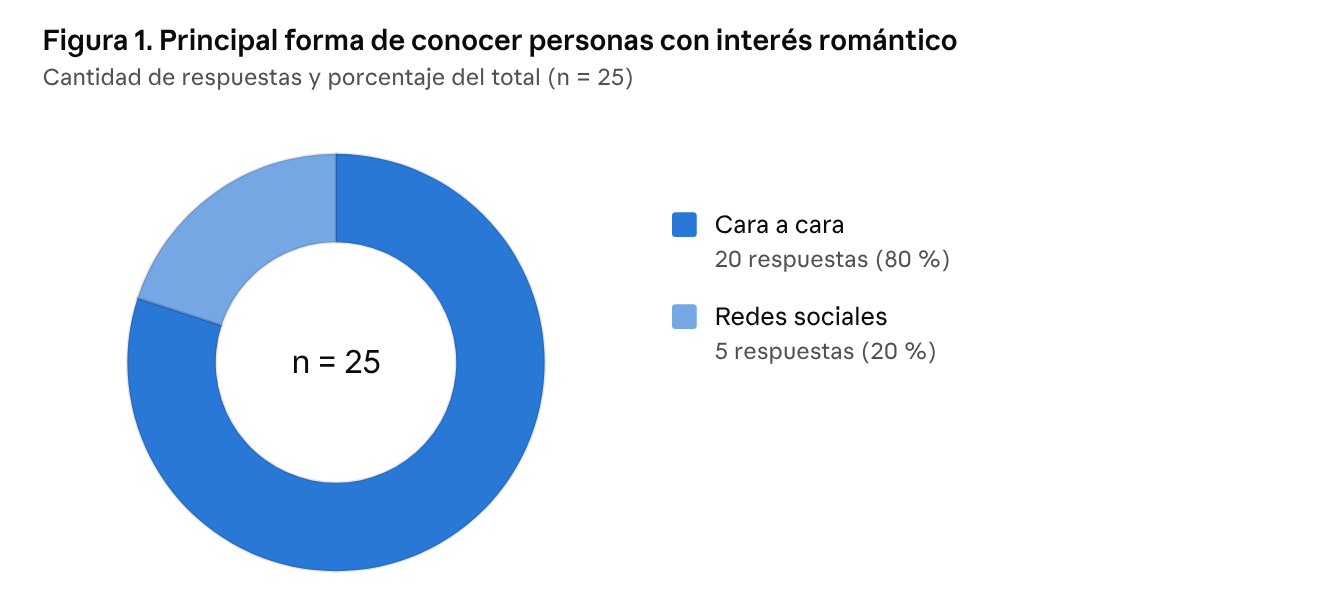 Figura 1. Principal forma de conocer personas con interés romántico
Cantidad de respuestas y porcentaje del total (n = 25)
n = 25
Cara a cara
20 respuestas (80 %)
Redes sociales
5 respuestas (20 %)